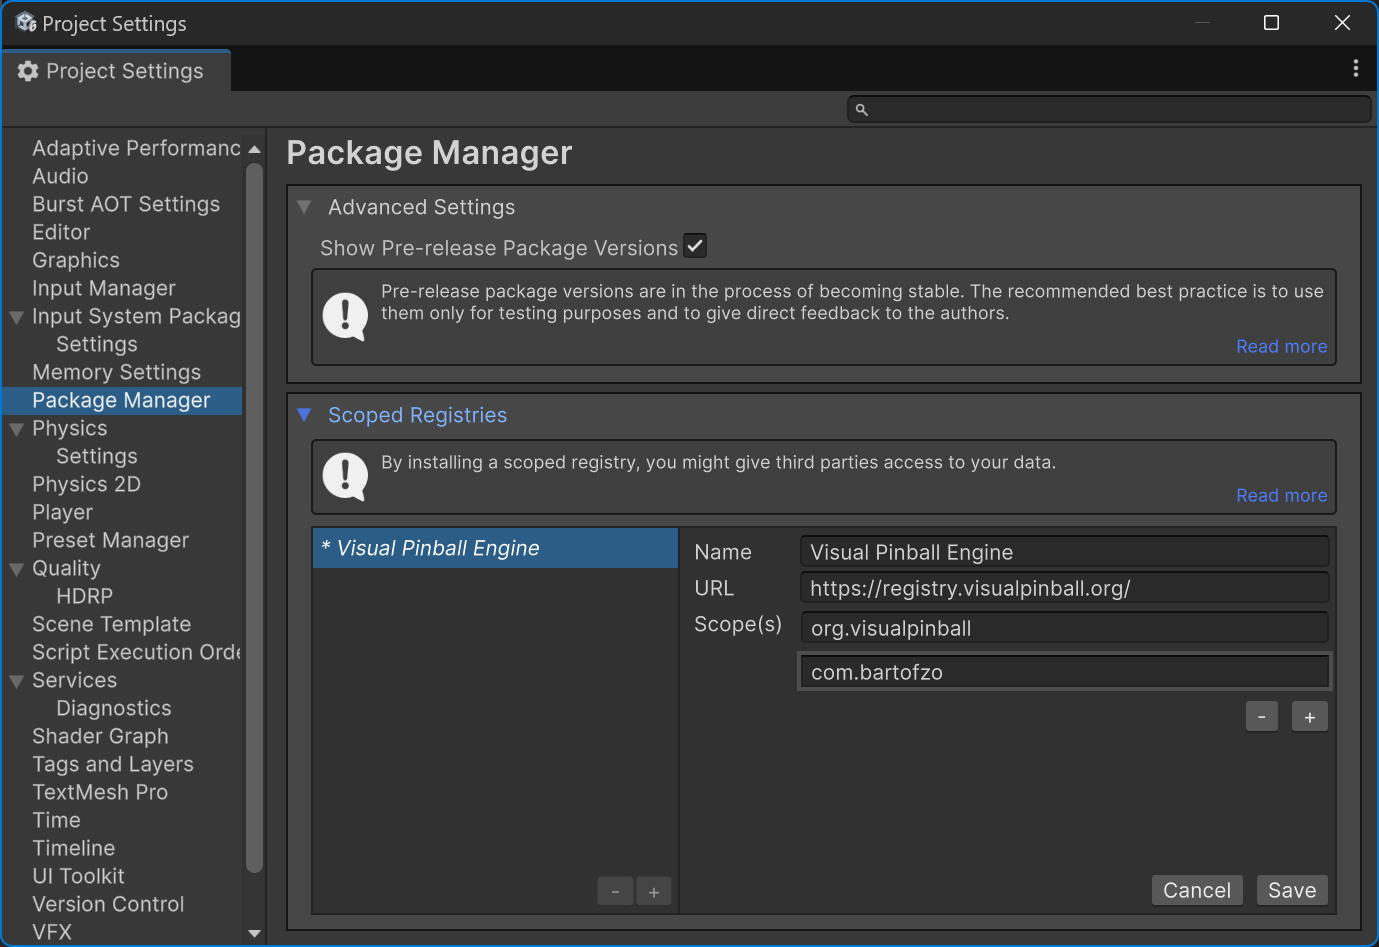 Project Settings
Project Settings
Adaptive Performanc
Audio
Burst AOT Settings
Editor
Graphics
Input Manager
Input System Packag
Settings
Memory Settings
Package Manager
Physics
Settings
Physics 2D
Player
Preset Manager
Quality
HDRP
Scene Template
Script Execution Orde
Services
Diagnostics
Shader Graph
Tags and Layers
TextMesh Pro
Time
Timeline
UI Toolkit
Version Control
VFX
Package Manager
Advanced Settings
Show Pre-release Package Versions
Pre-release package versions are in the process of becoming stable. The recommended best practice is to use
them only for testing purposes and to give direct feedback to the authors.
Read more
Scoped Registries
By installing a scoped registry, you might give third parties access to your data.
Read more
* Visual Pinball Engine
- +
Name Visual Pinball Engine
URL https://registry.visualpinball.org/
Scope(s) org.visualpinball
com.bartofzo
- +
Cancel Save